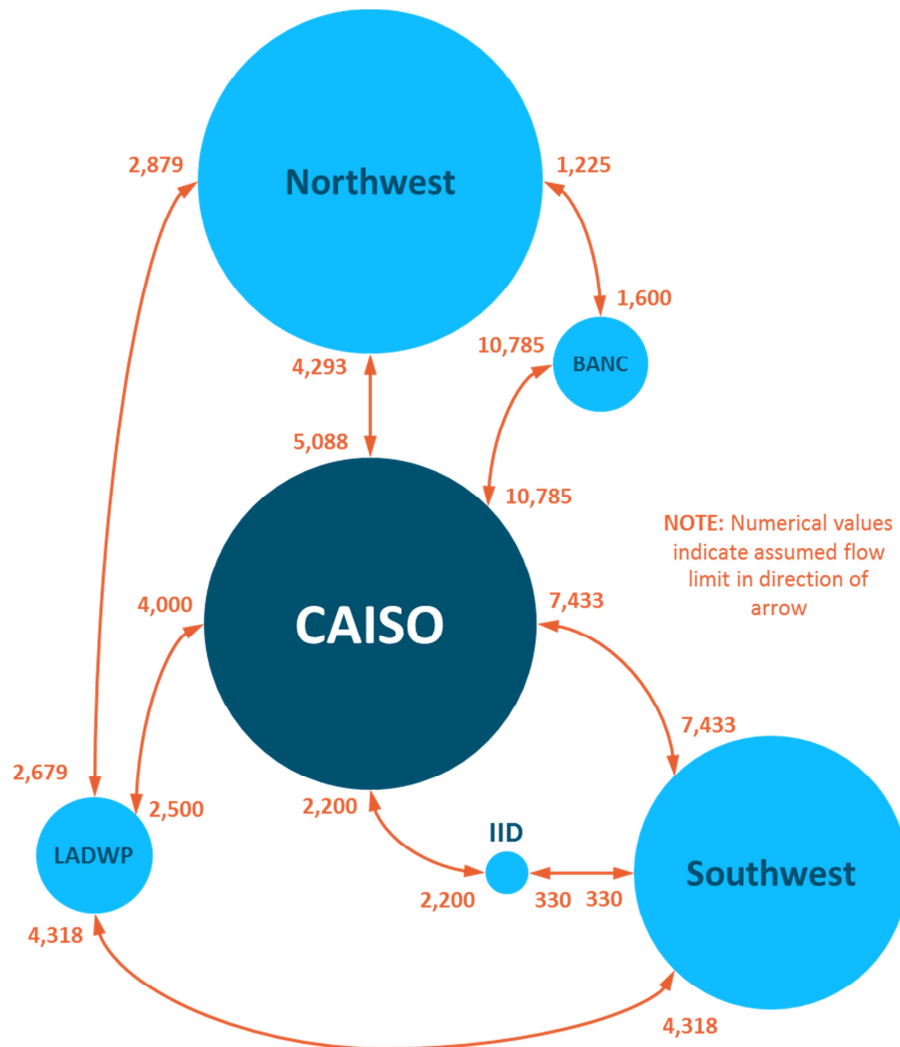 2,879
Northwest
1,225
1,600
4,293
10,785
BANC
5,088
10,785
NOTE: Numerical values
indicate assumed flow
limit in direction of
arrow
4,000
CAISO
7,433
7,433
2,679
2,500
2,200
IID
LADWP
Southwest
2,200
330
330
4,318
4,318